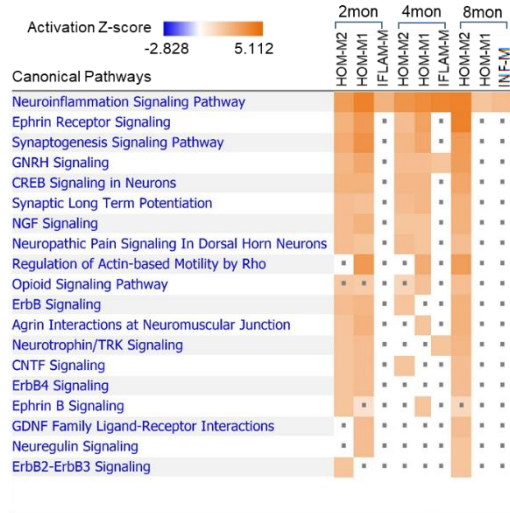 2mon 4mon 8mon
Activation Z-score
-2.828 5.112
HOM-M2 HOM-M1 IFLAM-M HOM-M2 HOM-M1 IFLAM-M HOM-M2 HOM-M1 INF-M
Canonical Pathways
Neuroinflammation Signaling Pathway
Ephrin Receptor Signaling
Synaptogenesis Signaling Pathway
GNRH Signaling
CREB Signaling in Neurons
Synaptic Long Term Potentiation
NGF Signaling
Neuropathic Pain Signaling In Dorsal Horn Neurons
Regulation of Actin-based Motility by Rho
Opioid Signaling Pathway
ErbB Signaling
Agrin Interactions at Neuromuscular Junction
Neurotrophin/TRK Signaling
CNTF Signaling
ErbB4 Signaling
Ephrin B Signaling
GDNF Family Ligand-Receptor Interactions
Neuregulin Signaling
ErbB2-ErbB3 Signaling